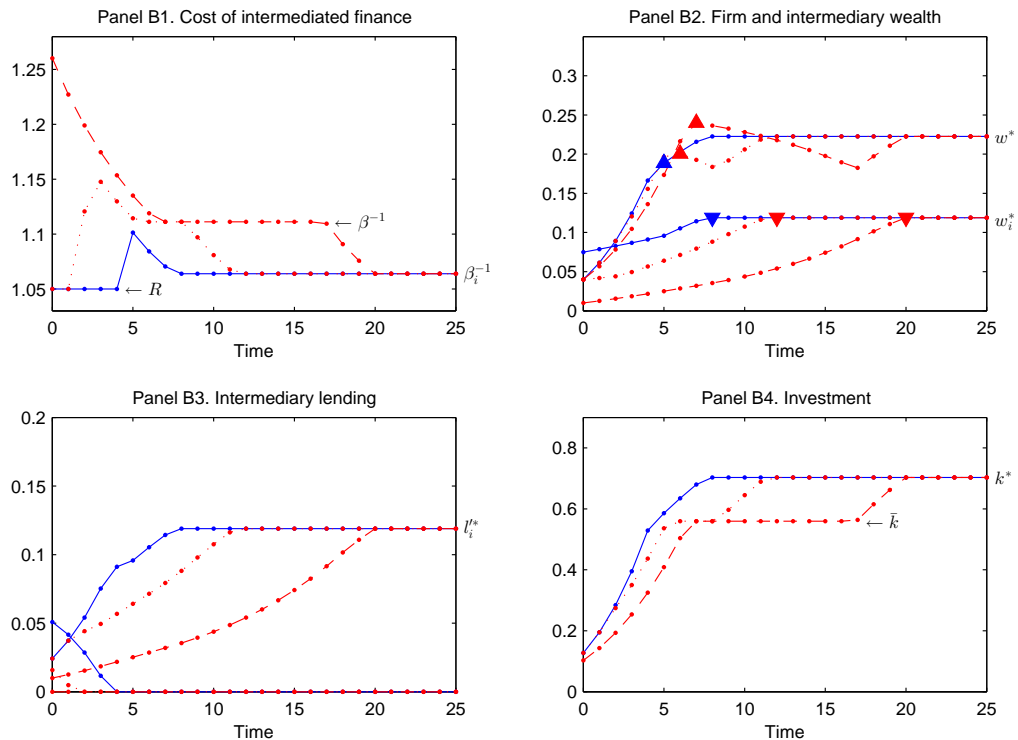 Panel B1. Cost of intermediated finance
1.25
1.2
1.15
1.1
1.05
← β⁻¹
← R
βᵢ⁻¹
0 5 10 15 20 25
Time
Panel B2. Firm and intermediary wealth
0.3
0.25
0.2
0.15
0.1
0.05
0
w*
wᵢ*
0 5 10 15 20 25
Time
Panel B3. Intermediary lending
0.2
0.15
0.1
0.05
0
lᵢ′*
0 5 10 15 20 25
Time
Panel B4. Investment
0.8
0.6
0.4
0.2
0
k*
← k̄
0 5 10 15 20 25
Time